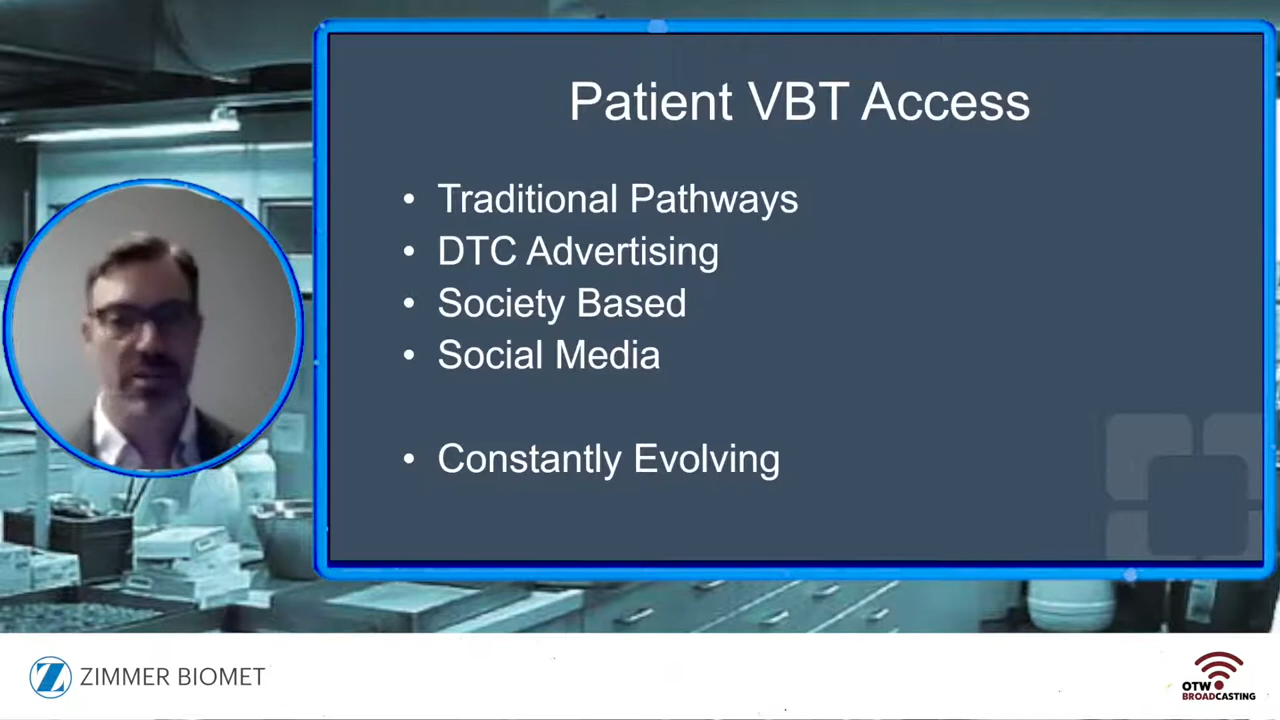 Patient VBT Access
• Traditional Pathways
• DTC Advertising
• Society Based
• Social Media
• Constantly Evolving
ZIMMER BIOMET
OTW
BROADCASTING